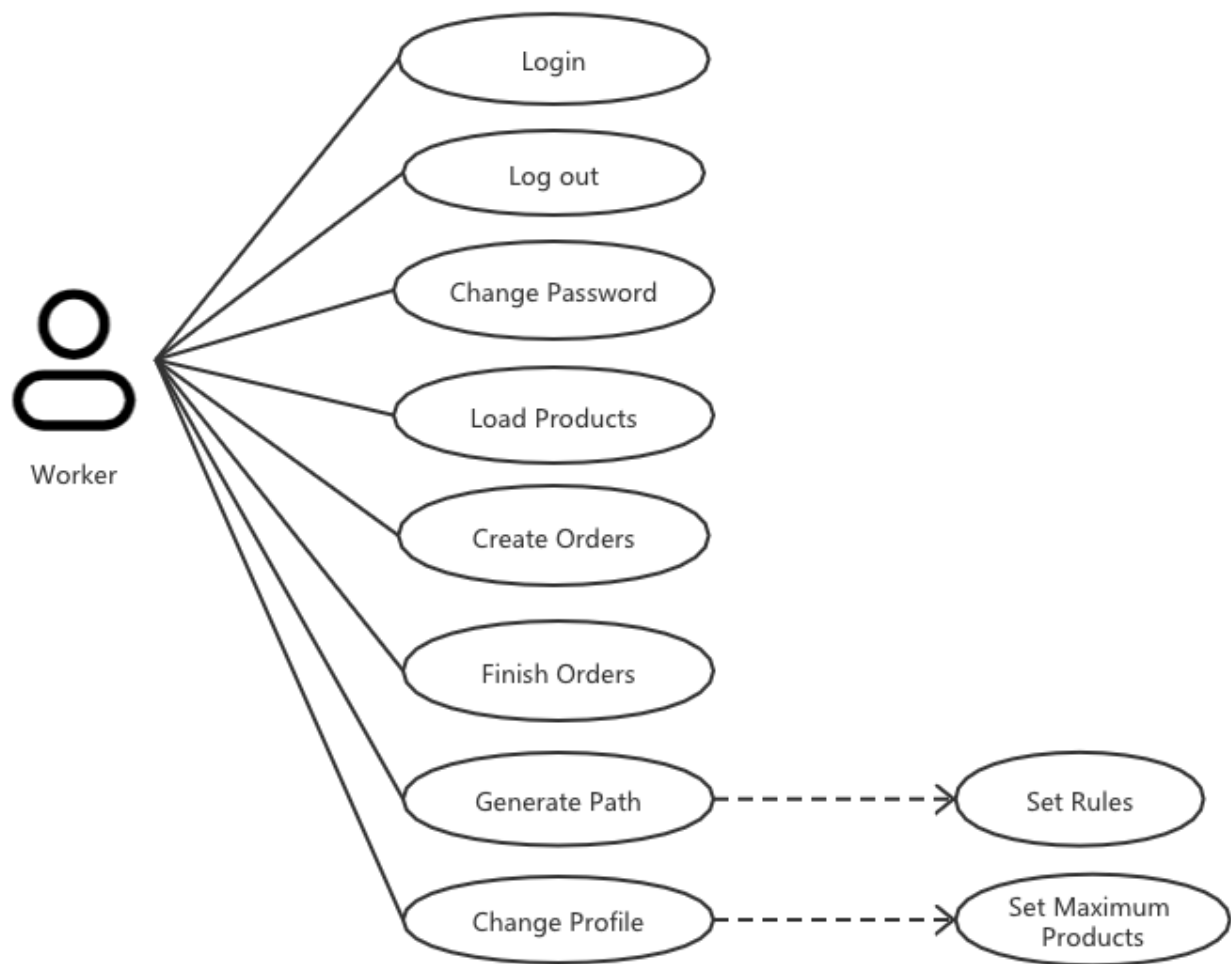 Login
Log out
Change Password
Load Products
Worker
Create Orders
Finish Orders
Generate Path
Set Rules
Change Profile
Set Maximum
Products